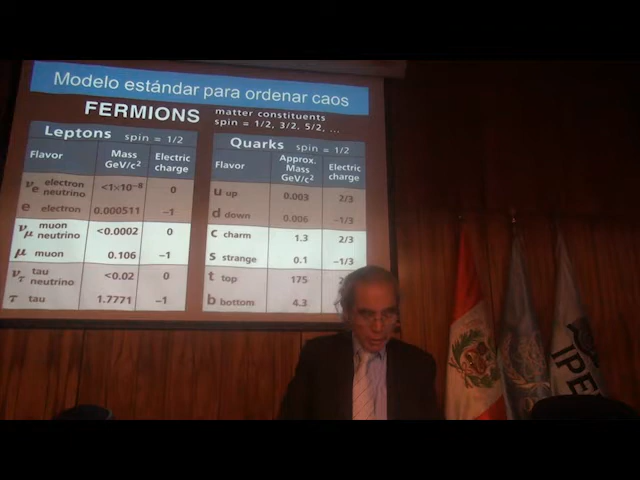 Modelo estándar para ordenar caos
FERMIONS matter constituents
spin = 1/2, 3/2, 5/2, ...
Leptons spin = 1/2
Flavor Mass GeV/c² Electric charge
νe electron neutrino <1×10⁻⁸ 0
e electron 0.000511 −1
νμ muon neutrino <0.0002 0
μ muon 0.106 −1
ντ tau neutrino <0.02 0
τ tau 1.7771 −1
Quarks spin = 1/2
Flavor Approx. Mass GeV/c² Electric charge
u up 0.003 2/3
d down 0.006 −1/3
c charm 1.3 2/3
s strange 0.1 −1/3
t top 175
b bottom 4.3